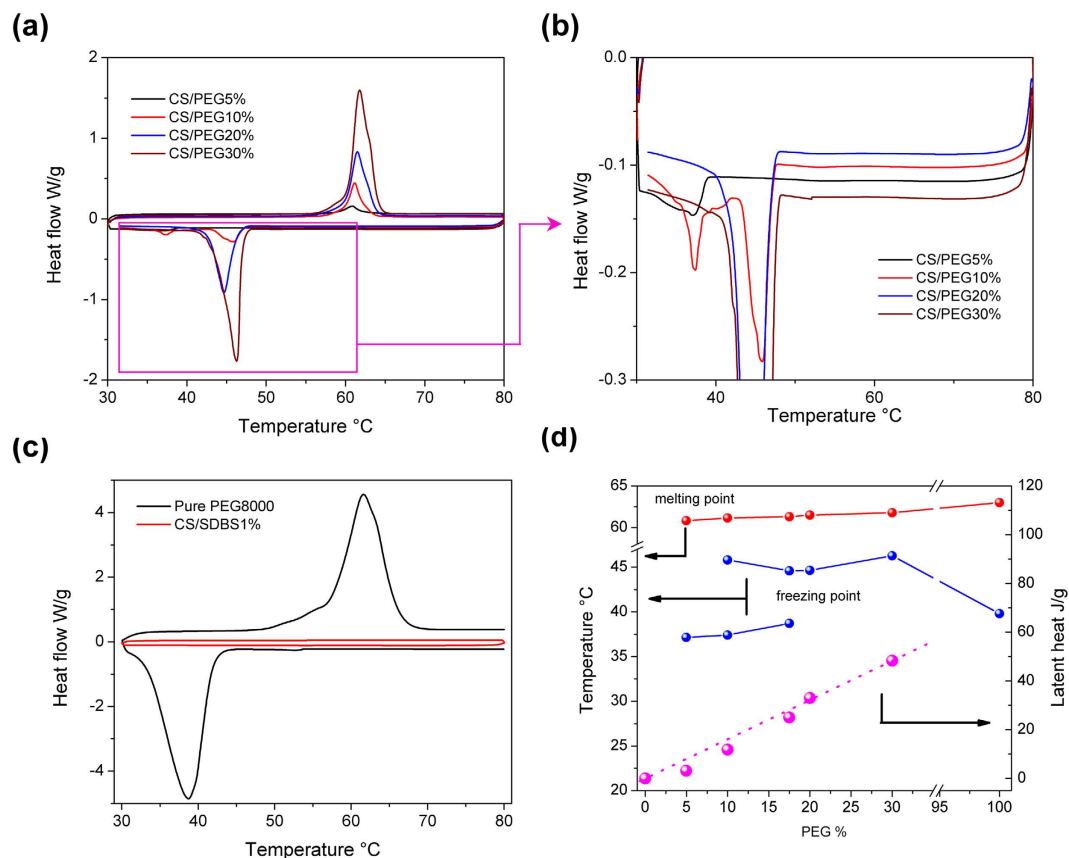 (a)
2
1
0
-1
-2
30
40
50
60
70
80
Heat flow W/g
Temperature °C
CS/PEG5%
CS/PEG10%
CS/PEG20%
CS/PEG30%
(b)
0.0
-0.1
-0.2
-0.3
40
60
80
Heat flow W/g
Temperature °C
CS/PEG5%
CS/PEG10%
CS/PEG20%
CS/PEG30%
(c)
4
2
0
-2
-4
30
40
50
60
70
80
Heat flow W/g
Temperature °C
Pure PEG8000
CS/SDBS1%
(d)
65
60
45
40
35
30
25
20
Temperature °C
melting point
freezing point
120
100
80
60
40
20
0
Latent heat J/g
0
5
10
15
20
30
95
100
PEG %